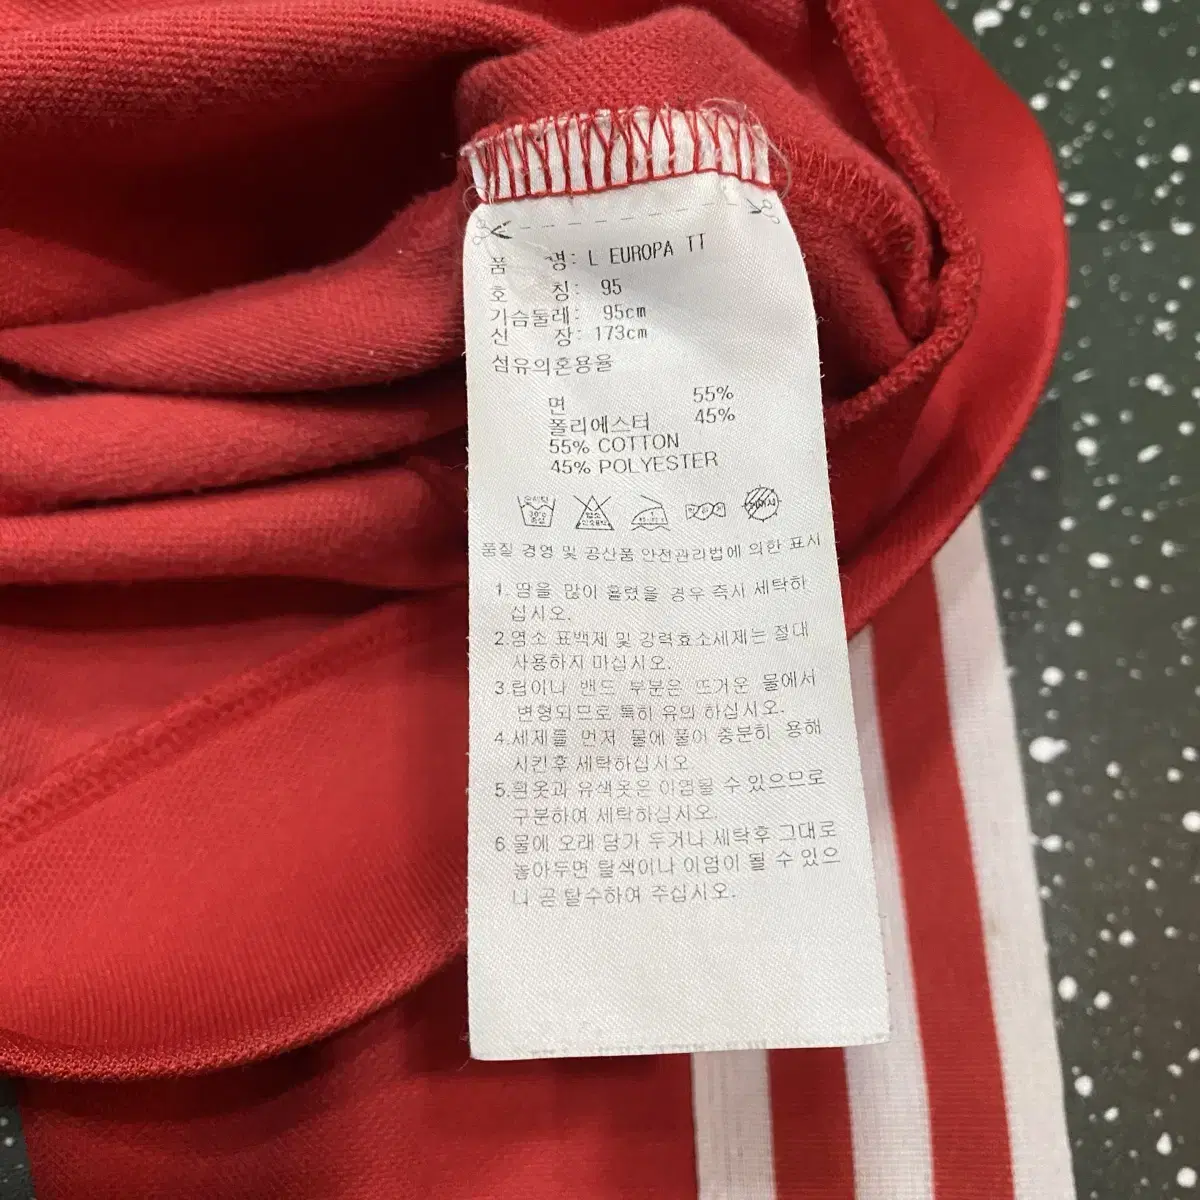 품 명: L EUROPA TT
호 칭: 95
가슴둘레: 95cm
신 장: 173cm
섬유의혼용율
면 55%
폴리에스터 45%
55% COTTON
45% POLYESTER
품질 경영 및 공산품 안전관리법에 의한 표시
1. 땀을 많이 흘렸을 경우 즉시 세탁하
십시오.
2.염소 표백제 및 강력효소세제는 절대
사용하지 마십시오.
3.립이나 밴드 부분은 뜨거운 물에서
변형되므로 특히 유의 하십시오.
4.세제를 먼저 물에 풀어 충분히 용해
시킨후 세탁하십시오
5.흰옷과 유색옷은 이염될 수 있으므로
구분하여 세탁하십시오.
6.물에 오래 담가 두거나 세탁후 그대로
놓아두면 탈색이나 이염이 될 수 있으
니 곧 탈수하여 주십시오.